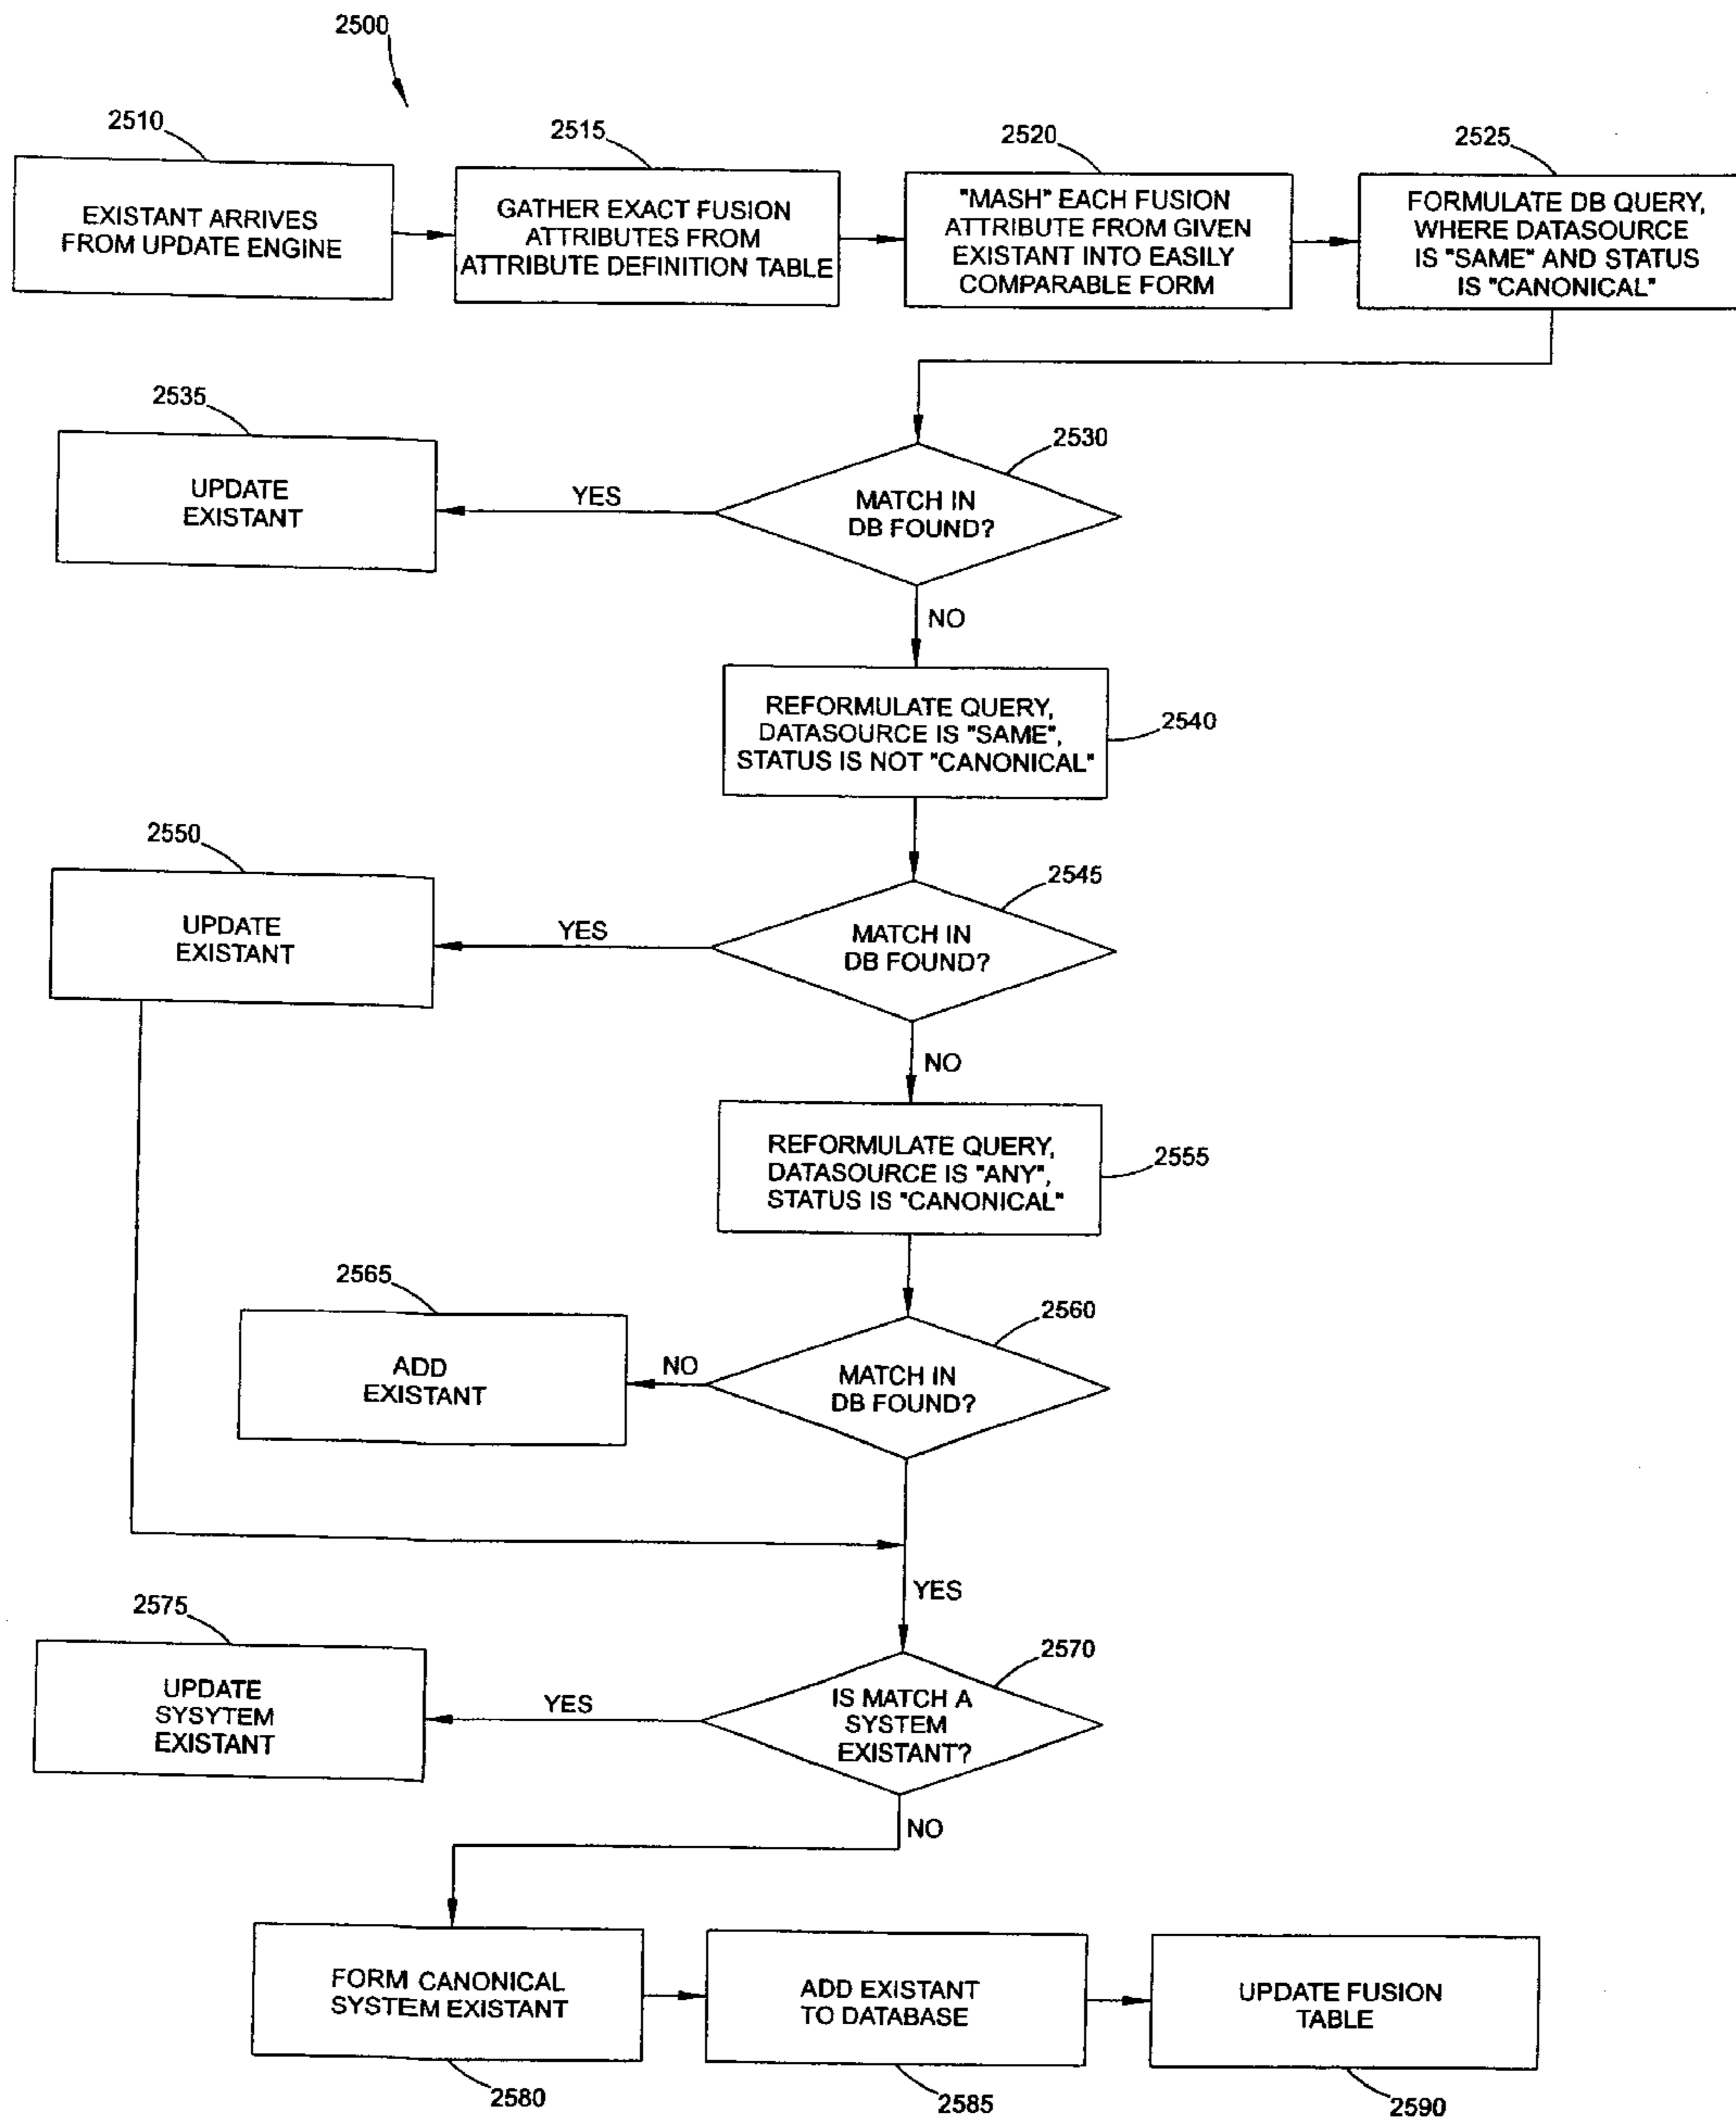 2500
2510
EXISTANT ARRIVES
FROM UPDATE ENGINE
2515
GATHER EXACT FUSION
ATTRIBUTES FROM
ATTRIBUTE DEFINITION TABLE
2520
"MASH" EACH FUSION
ATTRIBUTE FROM GIVEN
EXISTANT INTO EASILY
COMPARABLE FORM
2525
FORMULATE DB QUERY,
WHERE DATASOURCE
IS "SAME" AND STATUS
IS "CANONICAL"
2535
UPDATE
EXISTANT
YES
2530
MATCH IN
DB FOUND?
NO
REFORMULATE QUERY,
DATASOURCE IS "SAME",
STATUS IS NOT "CANONICAL"
2540
2550
UPDATE
EXISTANT
YES
2545
MATCH IN
DB FOUND?
NO
REFORMULATE QUERY,
DATASOURCE IS "ANY",
STATUS IS "CANONICAL"
2555
2565
ADD
EXISTANT
NO
2560
MATCH IN
DB FOUND?
YES
2575
UPDATE
SYSYTEM
EXISTANT
YES
2570
IS MATCH A
SYSTEM
EXISTANT?
NO
FORM CANONICAL
SYSTEM EXISTANT
2580
ADD EXISTANT
TO DATABASE
2585
UPDATE FUSION
TABLE
2590